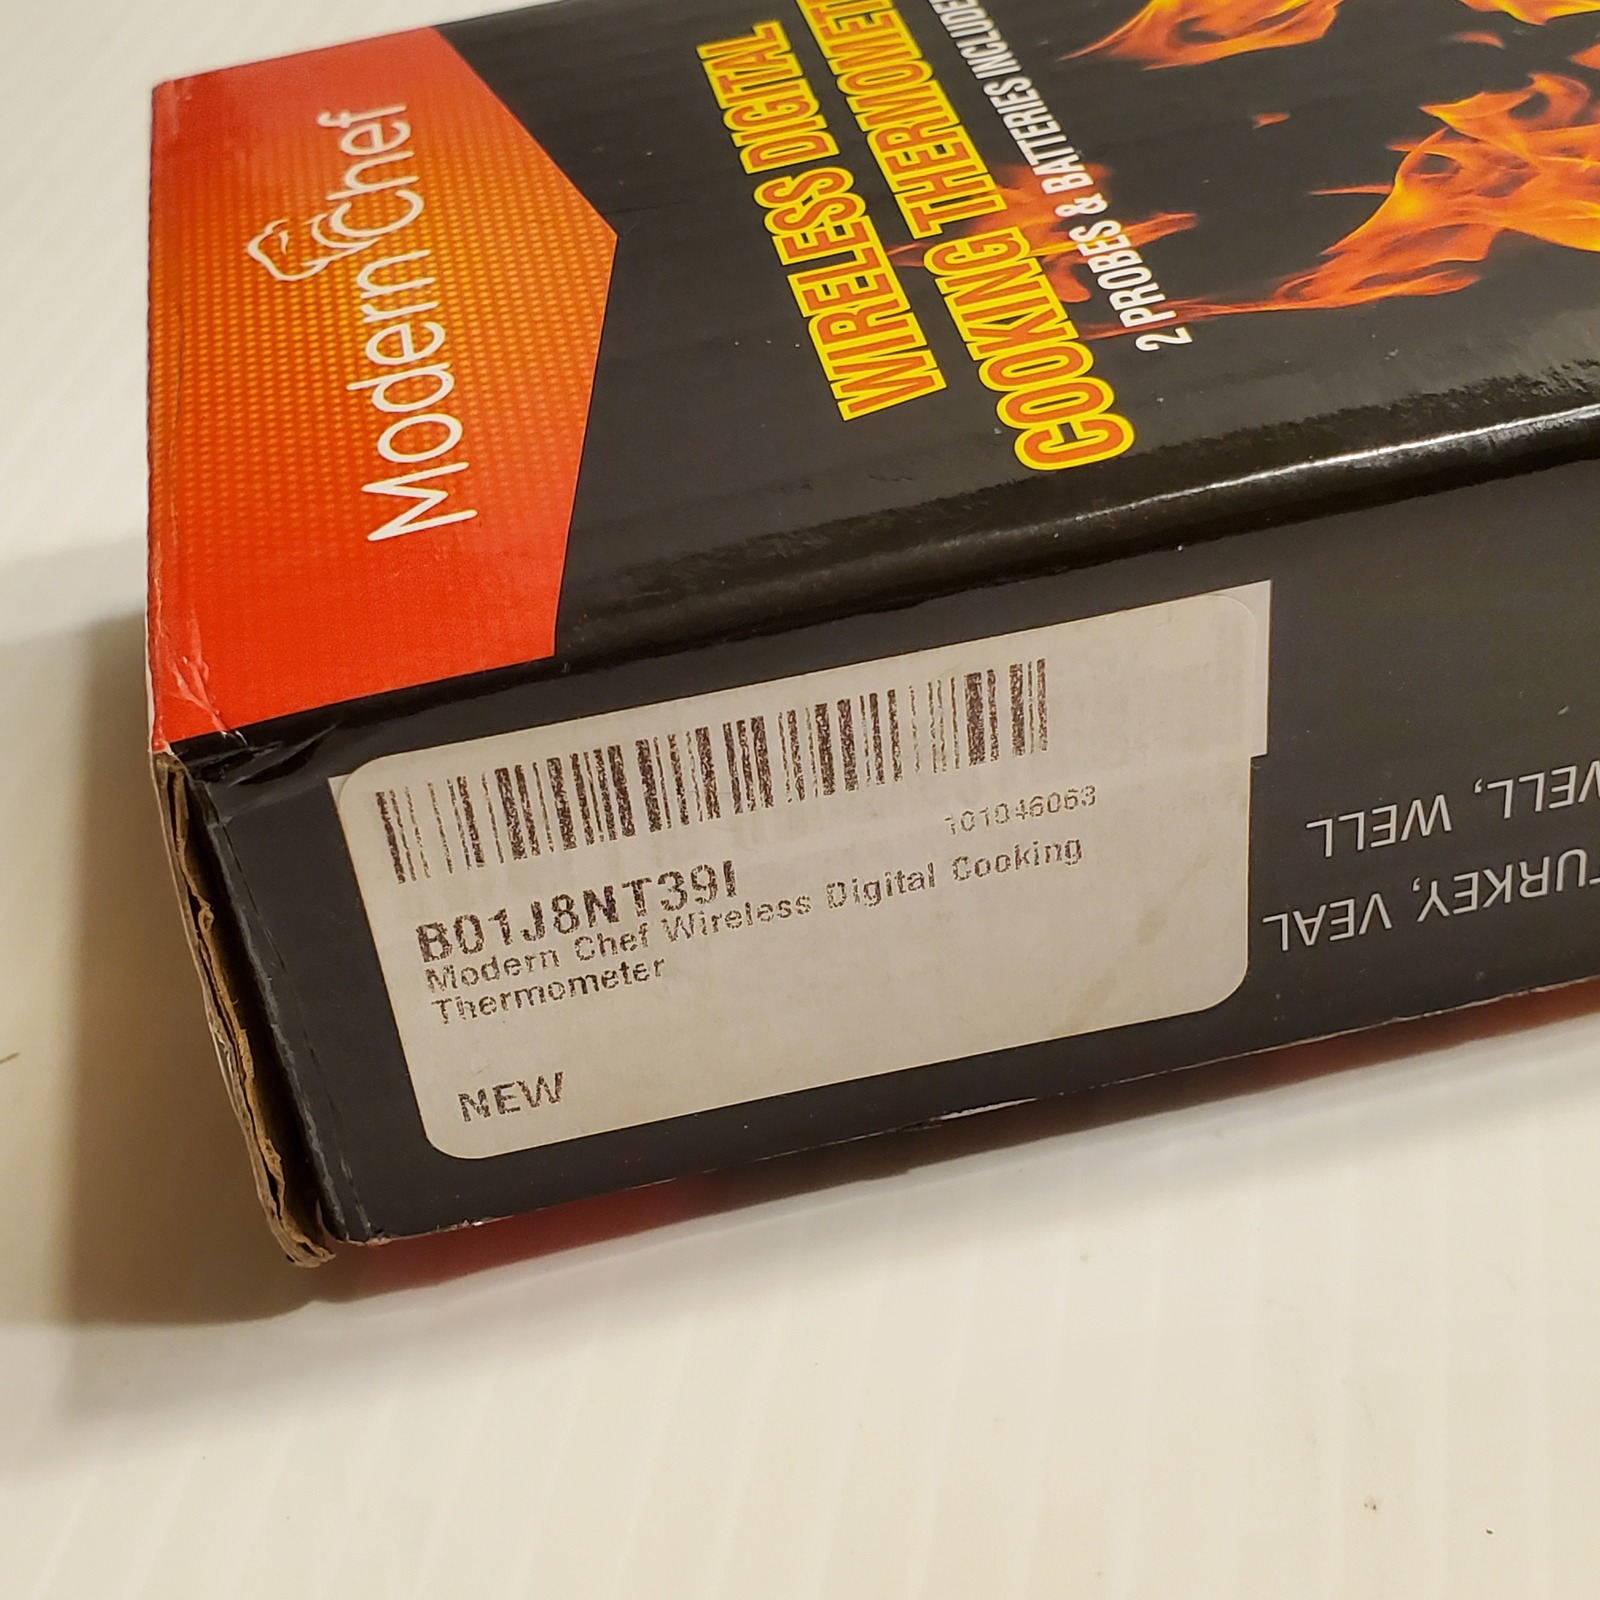 Modern Chef
WIRELESS DIGITAL
COOKING THERMOMET
2 PROBES & BATTERIES INCLUDE
101046063
B01J8NT39I
Modern Chef Wireless Digital Cooking
Thermometer
NEW
TURKEY, VEAL
WELL, WELL